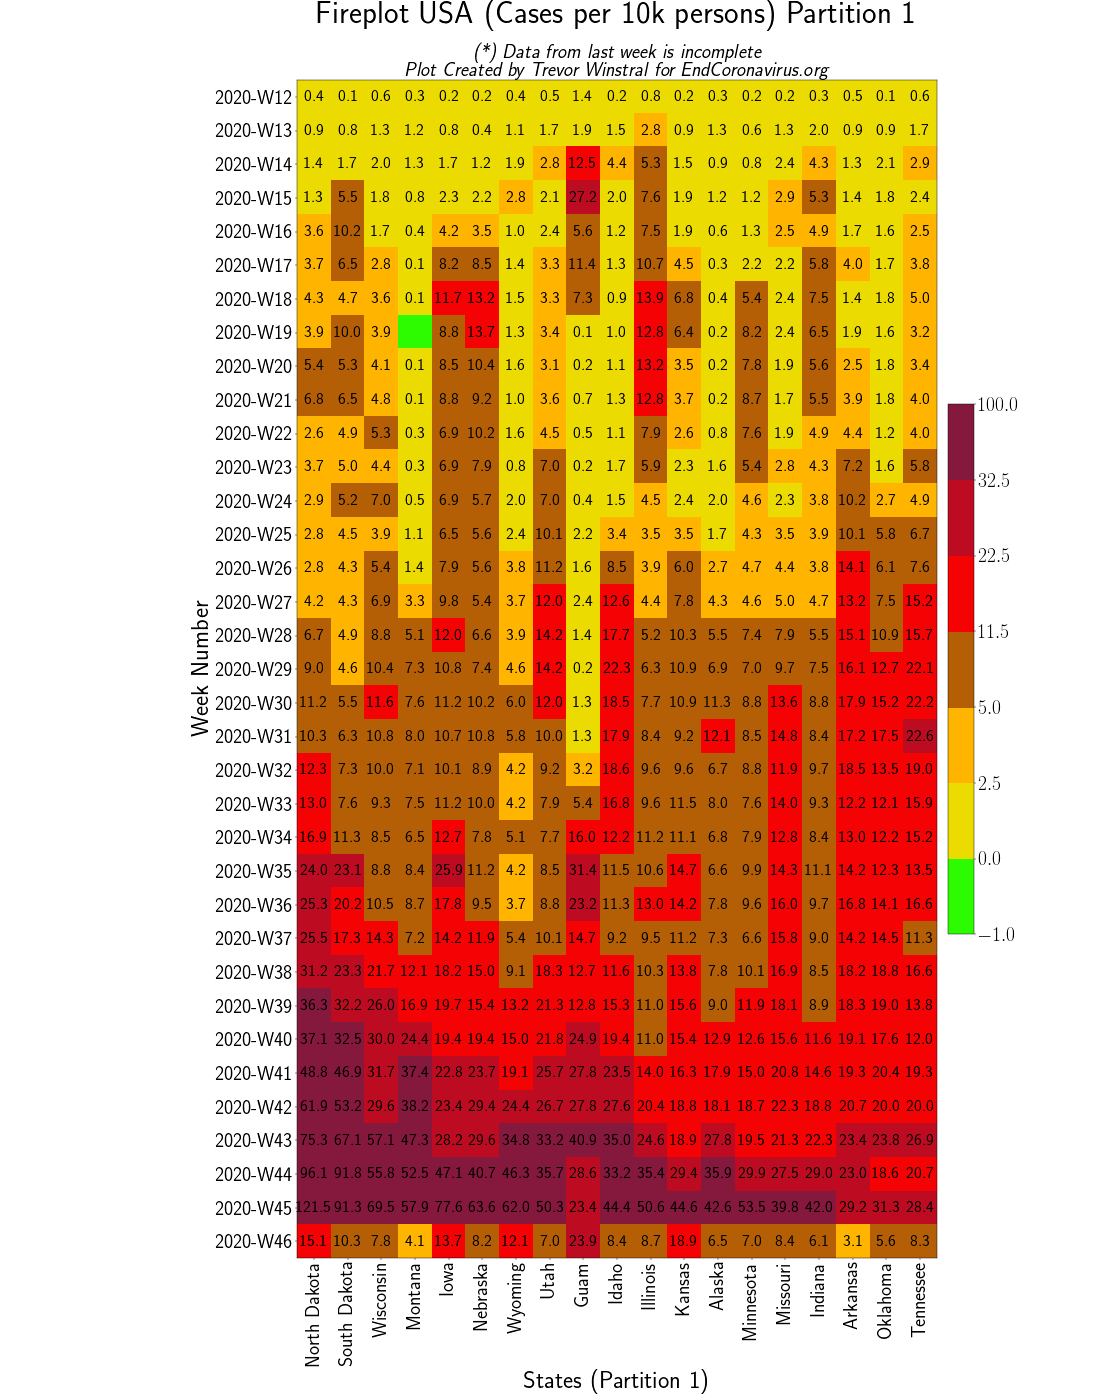 Fireplot USA (Cases per 10k persons) Partition 1
(*) Data from last week is incomplete
Plot Created by Trevor Winstral for EndCoronavirus.org
2020-W12 0.4 0.1 0.6 0.3 0.2 0.2 0.4 0.5 1.4 0.2 0.8 0.2 0.3 0.2 0.2 0.3 0.5 0.1 0.6
2020-W13 0.9 0.8 1.3 1.2 0.8 0.4 1.1 1.7 1.9 1.5 2.8 0.9 1.3 0.6 1.3 2.0 0.9 0.9 1.7
2020-W14 1.4 1.7 2.0 1.3 1.7 1.2 1.9 2.8 12.5 4.4 5.3 1.5 0.9 0.8 2.4 4.3 1.3 2.1 2.9
2020-W15 1.3 5.5 1.8 0.8 2.3 2.2 2.8 2.1 27.2 2.0 7.6 1.9 1.2 1.2 2.9 5.3 1.4 1.8 2.4
2020-W16 3.6 10.2 1.7 0.4 4.2 3.5 1.0 2.4 5.6 1.2 7.5 1.9 0.6 1.3 2.5 4.9 1.7 1.6 2.5
2020-W17 3.7 6.5 2.8 0.1 8.2 8.5 1.4 3.3 11.4 1.3 10.7 4.5 0.3 2.2 2.2 5.8 4.0 1.7 3.8
2020-W18 4.3 4.7 3.6 0.1 11.7 13.2 1.5 3.3 7.3 0.9 13.9 6.8 0.4 5.4 2.4 7.5 1.4 1.8 5.0
2020-W19 3.9 10.0 3.9 8.8 13.7 1.3 3.4 0.1 1.0 12.8 6.4 0.2 8.2 2.4 6.5 1.9 1.6 3.2
2020-W20 5.4 5.3 4.1 0.1 8.5 10.4 1.6 3.1 0.2 1.1 13.2 3.5 0.2 7.8 1.9 5.6 2.5 1.8 3.4
2020-W21 6.8 6.5 4.8 0.1 8.8 9.2 1.0 3.6 0.7 1.3 12.8 3.7 0.2 8.7 1.7 5.5 3.9 1.8 4.0
2020-W22 2.6 4.9 5.3 0.3 6.9 10.2 1.6 4.5 0.5 1.1 7.9 2.6 0.8 7.6 1.9 4.9 4.4 1.2 4.0
2020-W23 3.7 5.0 4.4 0.3 6.9 7.9 0.8 7.0 0.2 1.7 5.9 2.3 1.6 5.4 2.8 4.3 7.2 1.6 5.8
2020-W24 2.9 5.2 7.0 0.5 6.9 5.7 2.0 7.0 0.4 1.5 4.5 2.4 2.0 4.6 2.3 3.8 10.2 2.7 4.9
2020-W25 2.8 4.5 3.9 1.1 6.5 5.6 2.4 10.1 2.2 3.4 3.5 3.5 1.7 4.3 3.5 3.9 10.1 5.8 6.7
2020-W26 2.8 4.3 5.4 1.4 7.9 5.6 3.8 11.2 1.6 8.5 3.9 6.0 2.7 4.7 4.4 3.8 14.1 6.1 7.6
2020-W27 4.2 4.3 6.9 3.3 9.8 5.4 3.7 12.0 2.4 12.6 4.4 7.8 4.3 4.6 5.0 4.7 13.2 7.5 15.2
2020-W28 6.7 4.9 8.8 5.1 12.0 6.6 3.9 14.2 1.4 17.7 5.2 10.3 5.5 7.4 7.9 5.5 15.1 10.9 15.7
2020-W29 9.0 4.6 10.4 7.3 10.8 7.4 4.6 14.2 0.2 22.3 6.3 10.9 6.9 7.0 9.7 7.5 16.1 12.7 22.1
2020-W30 11.2 5.5 11.6 7.6 11.2 10.2 6.0 12.0 1.3 18.5 7.7 10.9 11.3 8.8 13.6 8.8 17.9 15.2 22.2
2020-W31 10.3 6.3 10.8 8.0 10.7 10.8 5.8 10.0 1.3 17.9 8.4 9.2 12.1 8.5 14.8 8.4 17.2 17.5 22.6
2020-W32 12.3 7.3 10.0 7.1 10.1 8.9 4.2 9.2 3.2 18.6 9.6 9.6 6.7 8.8 11.9 9.7 18.5 13.5 19.0
2020-W33 13.0 7.6 9.3 7.5 11.2 10.0 4.2 7.9 5.4 16.8 9.6 11.5 8.0 7.6 14.0 9.3 12.2 12.1 15.9
2020-W34 16.9 11.3 8.5 6.5 12.7 7.8 5.1 7.7 16.0 12.2 11.2 11.1 6.8 7.9 12.8 8.4 13.0 12.2 15.2
2020-W35 24.0 23.1 8.8 8.4 25.9 11.2 4.2 8.5 31.4 11.5 10.6 14.7 6.6 9.9 14.3 11.1 14.2 12.3 13.5
2020-W36 25.3 20.2 10.5 8.7 17.8 9.5 3.7 8.8 23.2 11.3 13.0 14.2 7.8 9.6 16.0 9.7 16.8 14.1 16.6
2020-W37 25.5 17.3 14.3 7.2 14.2 11.9 5.4 10.1 14.7 9.2 9.5 11.2 7.3 6.6 15.8 9.0 14.2 14.5 11.3
2020-W38 31.2 23.3 21.7 12.1 18.2 15.0 9.1 18.3 12.7 11.6 10.3 13.8 7.8 10.1 16.9 8.5 18.2 18.8 16.6
2020-W39 36.3 32.2 26.0 16.9 19.7 15.4 13.2 21.3 12.8 15.3 11.0 15.6 9.0 11.9 18.1 8.9 18.3 19.0 13.8
2020-W40 37.1 32.5 30.0 24.4 19.4 19.4 15.0 21.8 24.9 19.4 11.0 15.4 12.9 12.6 15.6 11.6 19.1 17.6 12.0
2020-W41 48.8 46.9 31.7 37.4 22.8 23.7 19.1 25.7 27.8 23.5 14.0 16.3 17.9 15.0 20.8 14.6 19.3 20.4 19.3
2020-W42 61.9 53.2 29.6 38.2 23.4 29.4 24.4 26.7 27.8 27.6 20.4 18.8 18.1 18.7 22.3 18.8 20.7 20.0 20.0
2020-W43 75.3 67.1 57.1 47.3 28.2 29.6 34.8 33.2 40.9 35.0 24.6 18.9 27.8 19.5 21.3 22.3 23.4 23.8 26.9
2020-W44 96.1 91.8 55.8 52.5 47.1 40.7 46.3 35.7 28.6 33.2 35.4 29.4 35.9 29.9 27.5 29.0 23.0 18.6 20.7
2020-W45 121.5 91.3 69.5 57.9 77.6 63.6 62.0 50.3 23.4 44.4 50.6 44.6 42.6 53.5 39.8 42.0 29.2 31.3 28.4
2020-W46 15.1 10.3 7.8 4.1 13.7 8.2 12.1 7.0 23.9 8.4 8.7 18.9 6.5 7.0 8.4 6.1 3.1 5.6 8.3
Week Number
North Dakota
South Dakota
Wisconsin
Montana
Iowa
Nebraska
Wyoming
Utah
Guam
Idaho
Illinois
Kansas
Alaska
Minnesota
Missouri
Indiana
Arkansas
Oklahoma
Tennessee
States (Partition 1)
100.0
32.5
22.5
11.5
5.0
2.5
0.0
−1.0